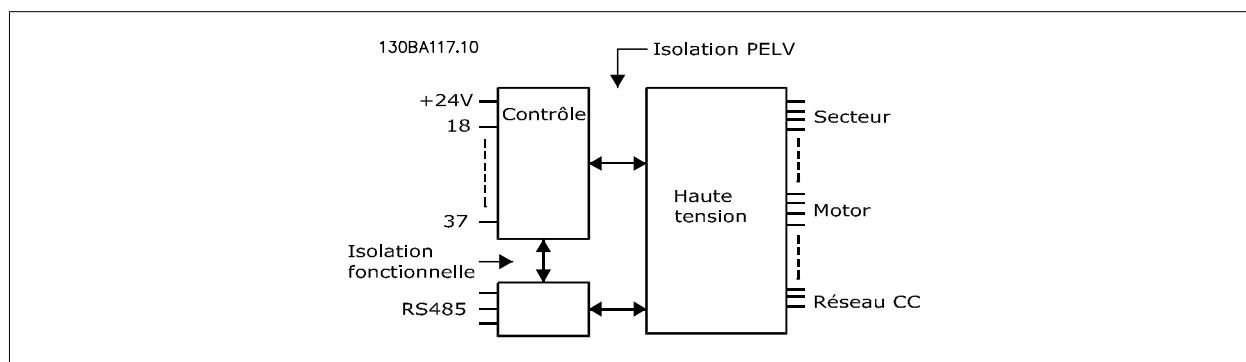 130BA117.10
Isolation PELV
+24V
Contrôle
18
Secteur
Haute
tension
37
Motor
Isolation
fonctionnelle
RS485
Réseau CC